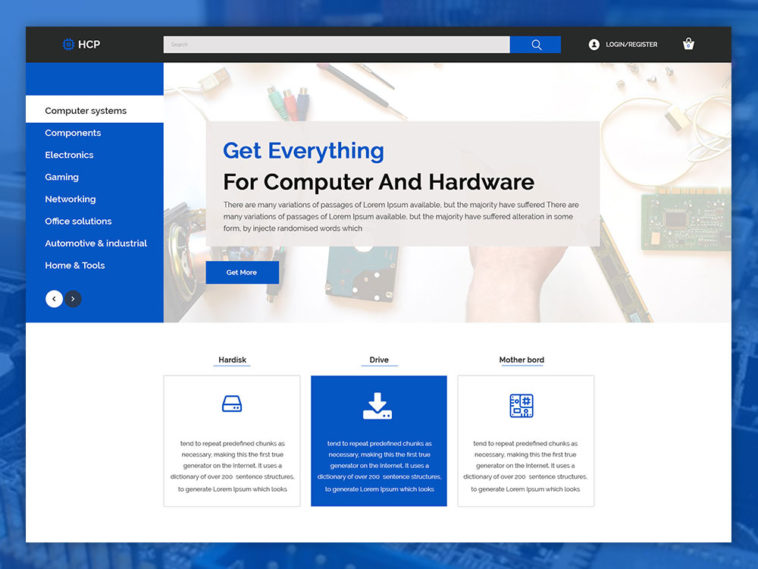 HCP
Search
LOGIN/REGISTER
0
Computer systems
Components
Electronics
Gaming
Networking
Office solutions
Automotive & industrial
Home & Tools
Get Everything
For Computer And Hardware
There are many variations of passages of Lorem Ipsum available, but the majority have suffered There are
many variations of passages of Lorem Ipsum available, but the majority have suffered alteration in some
form, by injecte randomised words which
Get More
Hardisk
tend to repeat predefined chunks as
necessary, making this the first true
generator on the Internet. It uses a
dictionary of over 200 sentence structures,
to generate Lorem Ipsum which looks
Drive
tend to repeat predefined chunks as
necessary, making this the first true
generator on the Internet. It uses a
dictionary of over 200 sentence structures,
to generate Lorem Ipsum which looks
Mother bord
tend to repeat predefined chunks as
necessary, making this the first true
generator on the Internet. It uses a
dictionary of over 200 sentence structures,
to generate Lorem Ipsum which looks